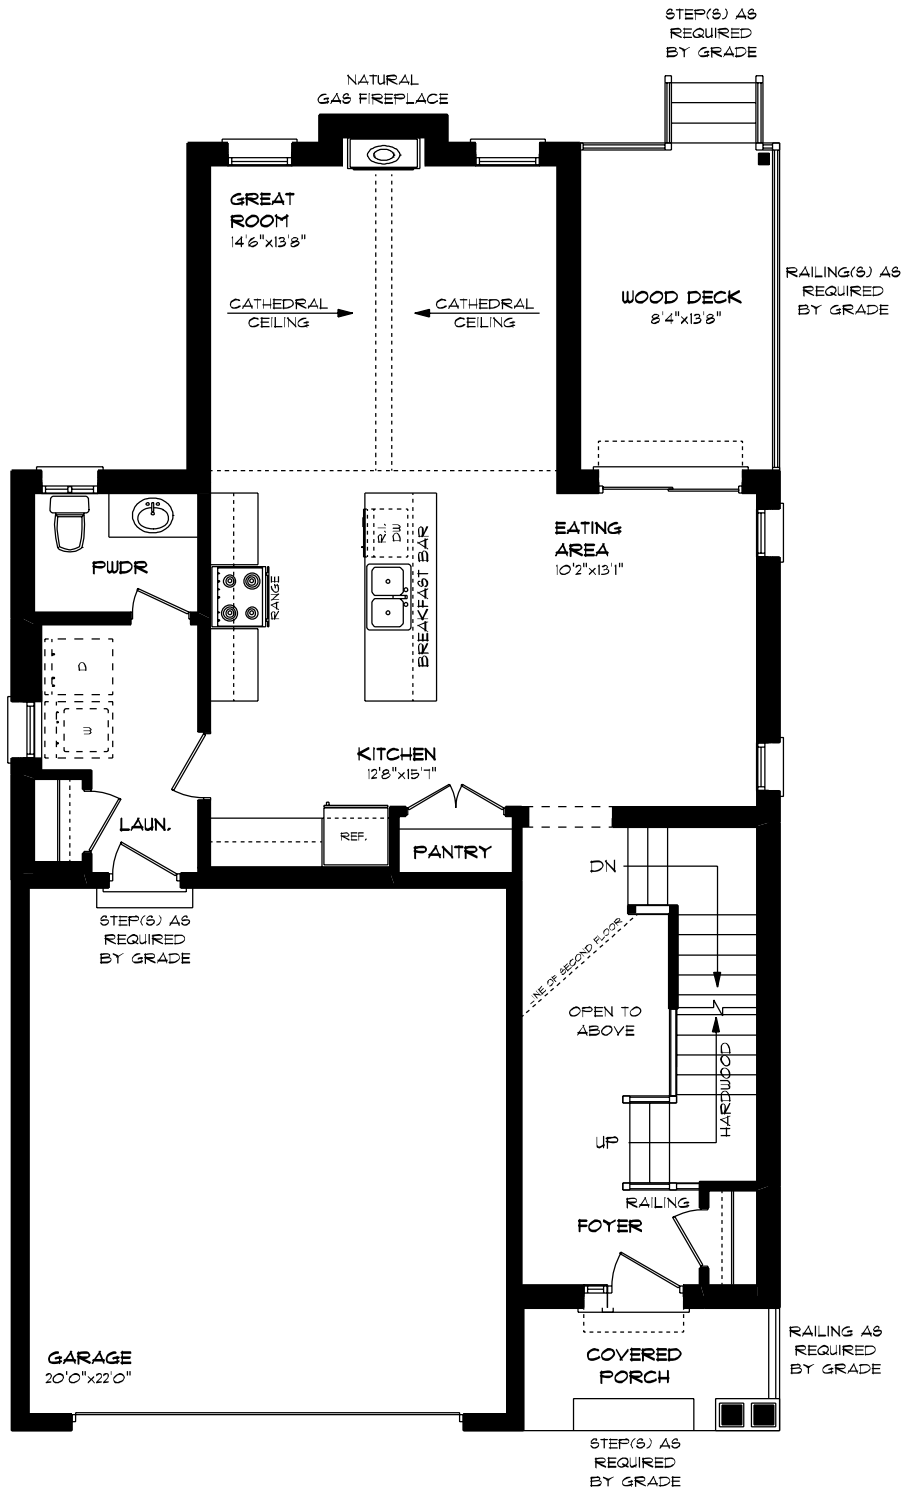 STEP(S) AS
REQUIRED
BY GRADE
NATURAL
GAS FIREPLACE
GREAT
ROOM
14'6"x13'8"
CATHEDRAL
CEILING
CATHEDRAL
CEILING
WOOD DECK
8'4"x13'8"
RAILING(S) AS
REQUIRED
BY GRADE
PWDR
RANGE
R.I.
DW
BREAKFAST BAR
EATING
AREA
10'2"x13'1"
D
W
KITCHEN
12'8"x15'7"
LAUN.
REF.
PANTRY
STEP(S) AS
REQUIRED
BY GRADE
DN
INE OF SECOND FLOOR
OPEN TO
ABOVE
HARDWOOD
UP
RAILING
FOYER
GARAGE
20'0"x22'0"
COVERED
PORCH
RAILING AS
REQUIRED
BY GRADE
STEP(S) AS
REQUIRED
BY GRADE